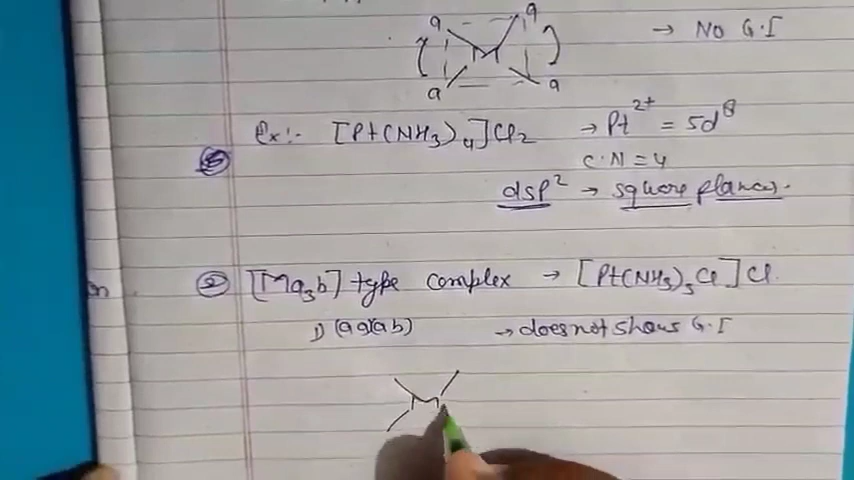 a a
M → No G.I
a a
Ex:- [Pt(NH3)4]Cl2 → Pt2+ = 5d8
C.N = 4
dsp2 → square planar.
② [Ma3b] type complex → [Pt(NH3)3Cl]Cl.
1) (aa)(ab) → does not shows G.I
M